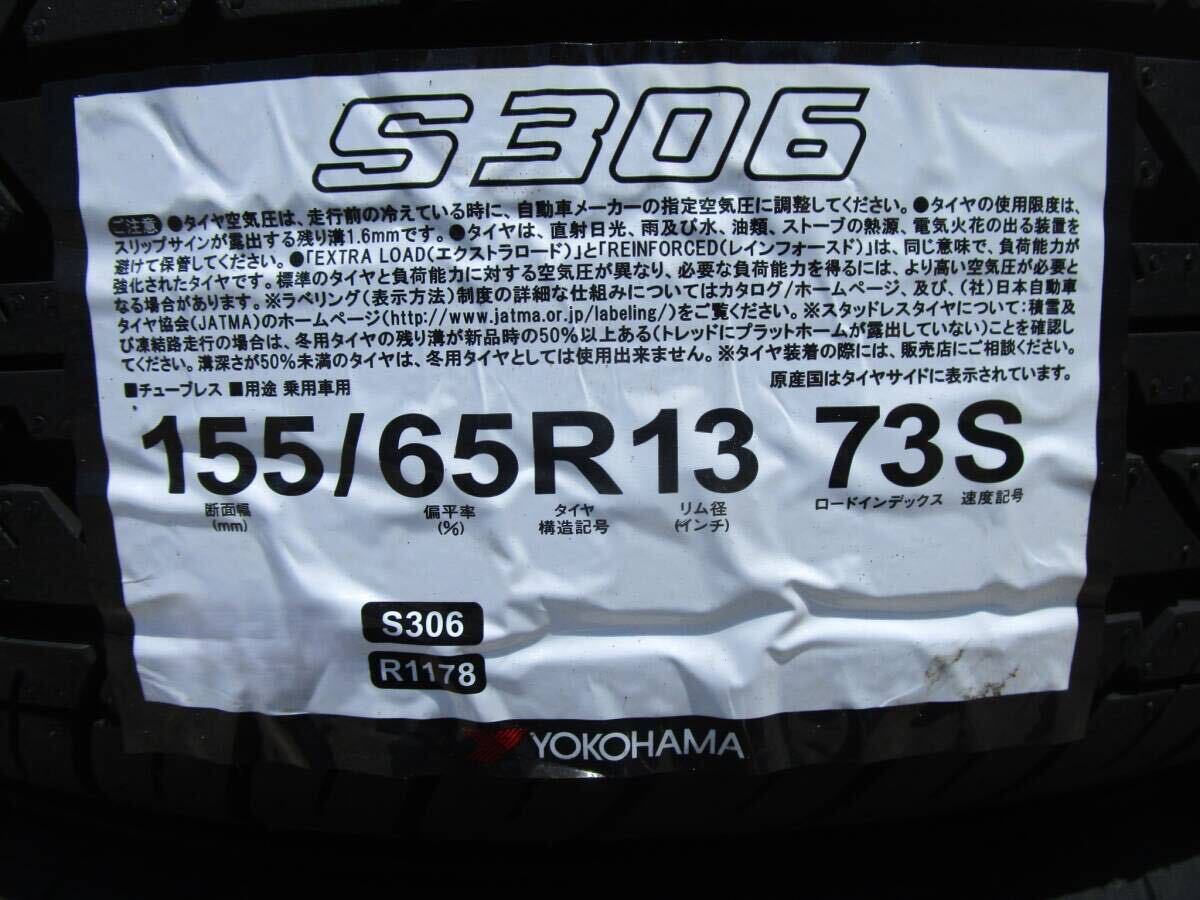 S306
ご注意 ●タイヤ空気圧は、走行前の冷えている時に、自動車メーカーの指定空気圧に調整してください。●タイヤの使用限度は、
スリップサインが露出する残り溝1.6mmです。●タイヤは、直射日光、雨及び水、油類、ストーブの熱源、電気火花の出る装置を
避けて保管してください。●「EXTRA LOAD(エクストラロード)」と「REINFORCED(レインフォースド)」は、同じ意味で、負荷能力が
強化されたタイヤです。標準のタイヤと負荷能力に対する空気圧が異なり、必要な負荷能力を得るには、より高い空気圧が必要と
なる場合があります。※ラベリング(表示方法)制度の詳細な仕組みについてはカタログ/ホームページ、及び、(社)日本自動車
タイヤ協会(JATMA)のホームページ(http://www.jatma.or.jp/labeling/)をご覧ください。※スタッドレスタイヤについて:積雪及
び凍結路走行の場合は、冬用タイヤの残り溝が新品時の50%以上ある(トレッドにプラットホームが露出していない)ことを確認し
てください。溝深さが50%未満のタイヤは、冬用タイヤとしては使用出来ません。※タイヤ装着の際には、販売店にご相談ください。
■チューブレス ■用途 乗用車用 原産国はタイヤサイドに表示されています。
155/65R13 73S
断面幅 偏平率 タイヤ リム径 ロードインデックス 速度記号
(mm) (%) 構造記号 (インチ)
S306
R1178
YOKOHAMA